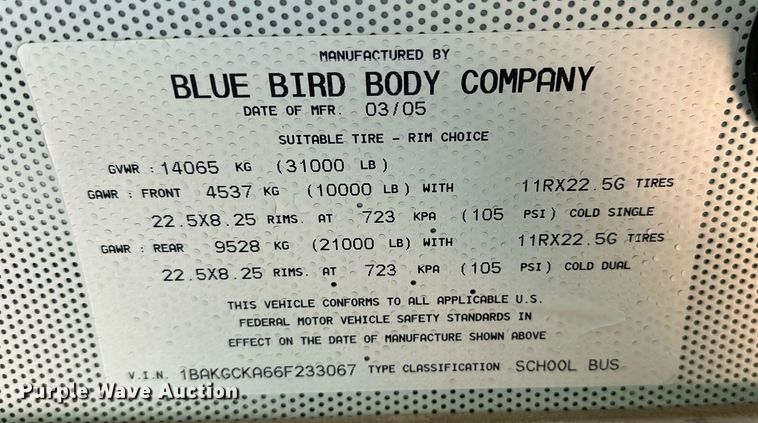 MANUFACTURED BY
BLUE BIRD BODY COMPANY
DATE OF MFR. 03/05
SUITABLE TIRE - RIM CHOICE
GVWR : 14065 KG (31000 LB)
GAWR : FRONT 4537 KG (10000 LB) WITH 11RX22.5G TIRES
22.5X8.25 RIMS. AT 723 KPA (105 PSI) COLD SINGLE
GAWR : REAR 9528 KG (21000 LB) WITH 11RX22.5G TIRES
22.5X8.25 RIMS. AT 723 KPA (105 PSI) COLD DUAL
THIS VEHICLE CONFORMS TO ALL APPLICABLE U.S.
FEDERAL MOTOR VEHICLE SAFETY STANDARDS IN
EFFECT ON THE DATE OF MANUFACTURE SHOWN ABOVE
V.I.N. 1BAKGCKA66F233067 TYPE CLASSIFICATION SCHOOL BUS
Purple Wave Auction